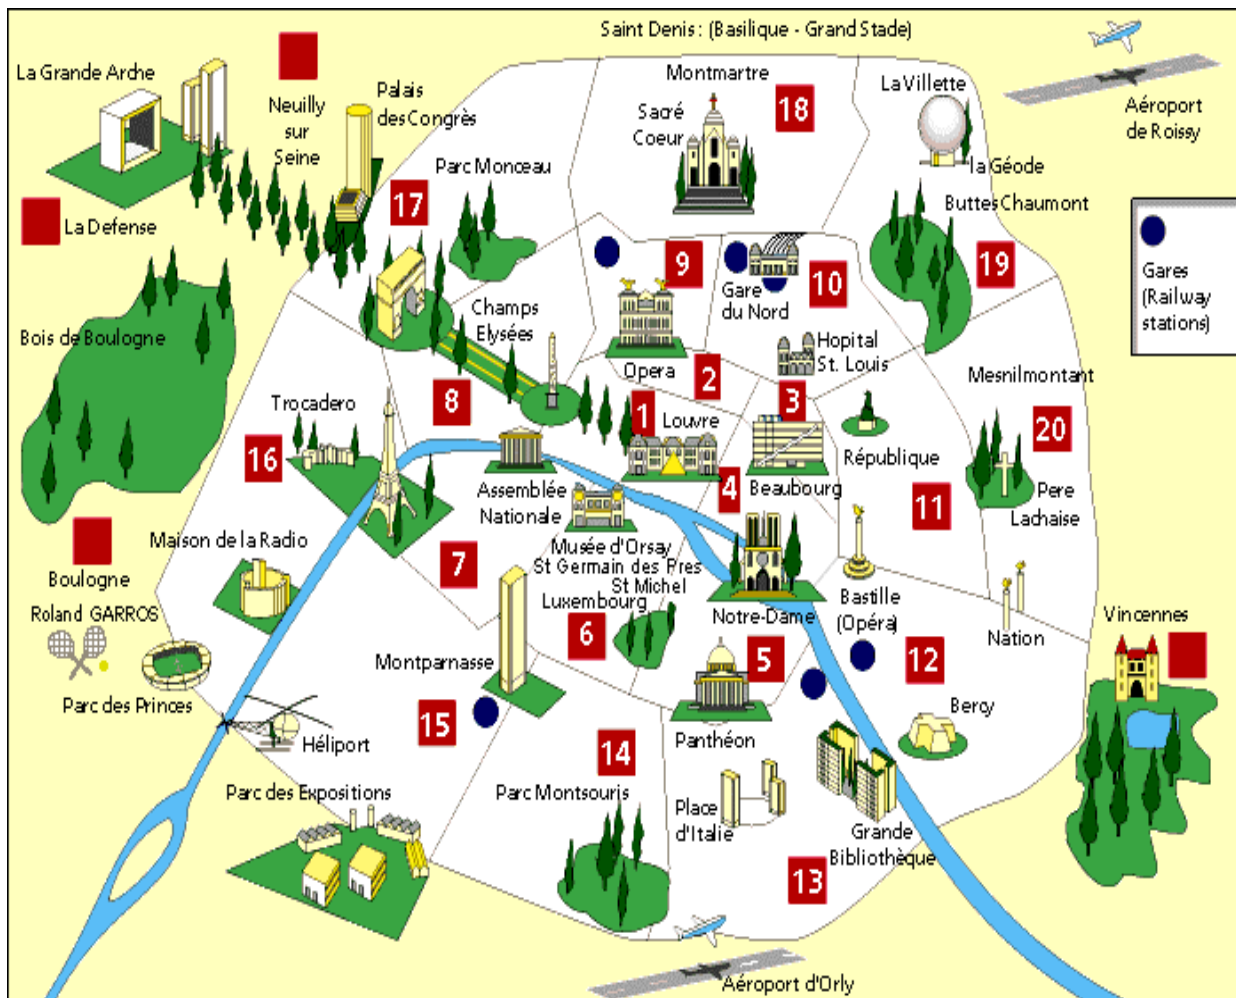 Saint Denis : (Basilique - Grand Stade)
La Grande Arche
Neuilly
sur
Seine
Palais
des Congrès
Montmartre
18
Sacré
Coeur
La Villette
la Géode
Aéroport
de Roissy
La Defense
17
Parc Monceau
Buttes Chaumont
19
9
10
Gare
du Nord
Gares
(Railway
stations)
Champs
Elysées
Bois de Boulogne
Opera
Hopital
St. Louis
2
3
Mesnilmontant
8
Trocadero
1
Louvre
20
16
République
4
Beaubourg
Assemblée
Nationale
11
Pere
Lachaise
Boulogne
Maison de la Radio
7
Musée d'Orsay
St Germain des Pres
St Michel
Luxembourg
6
Notre-Dame
Bastille
(Opéra)
Nation
Vincennes
Roland GARROS
Montparnasse
5
12
Parc des Princes
Héliport
15
Panthéon
Bercy
14
Parc des Expositions
Parc Montsouris
Place
d'Italie
Grande
Bibliothèque
13
Aéroport d'Orly